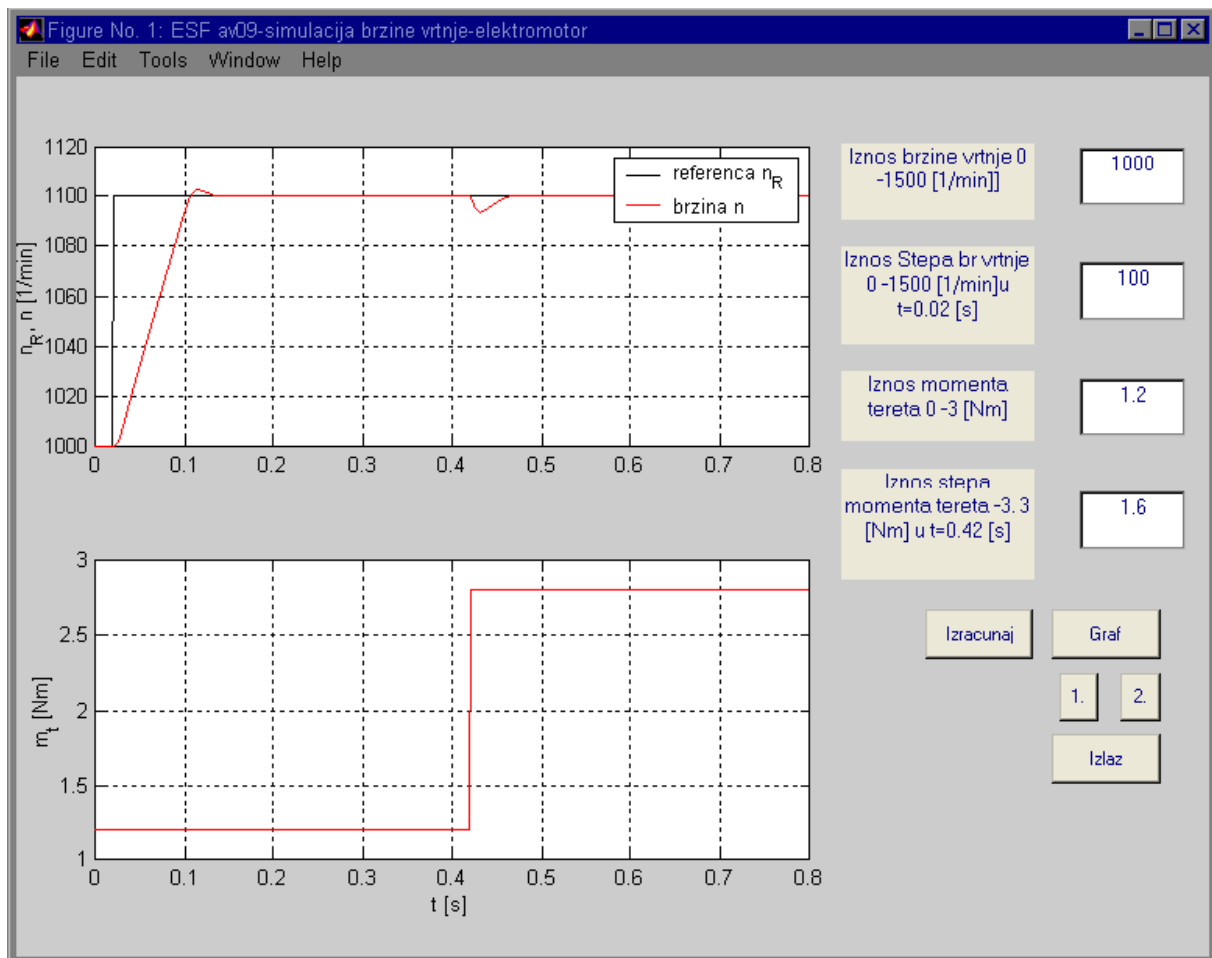 Figure No. 1: ESF av09-simulacija brzine vrtnje-elektromotor
File Edit Tools Window Help
1120
1100
1080
1060
1040
1020
1000
n_R, n [1/min]
referenca n_R
brzina n
0 0.1 0.2 0.3 0.4 0.5 0.6 0.7 0.8
3
2.5
2
1.5
1
m_t [Nm]
0 0.1 0.2 0.3 0.4 0.5 0.6 0.7 0.8
t [s]
Iznos brzine vrtnje 0
-1500 [1/min]]
1000
Iznos Stepa br vrtnje
0 -1500 [1/min]u
t=0.02 [s]
100
Iznos momenta
tereta 0 -3 [Nm]
1.2
Iznos stepa
momenta tereta -3. 3
[Nm] u t=0.42 [s]
1.6
Izracunaj
Graf
1.
2.
Izlaz